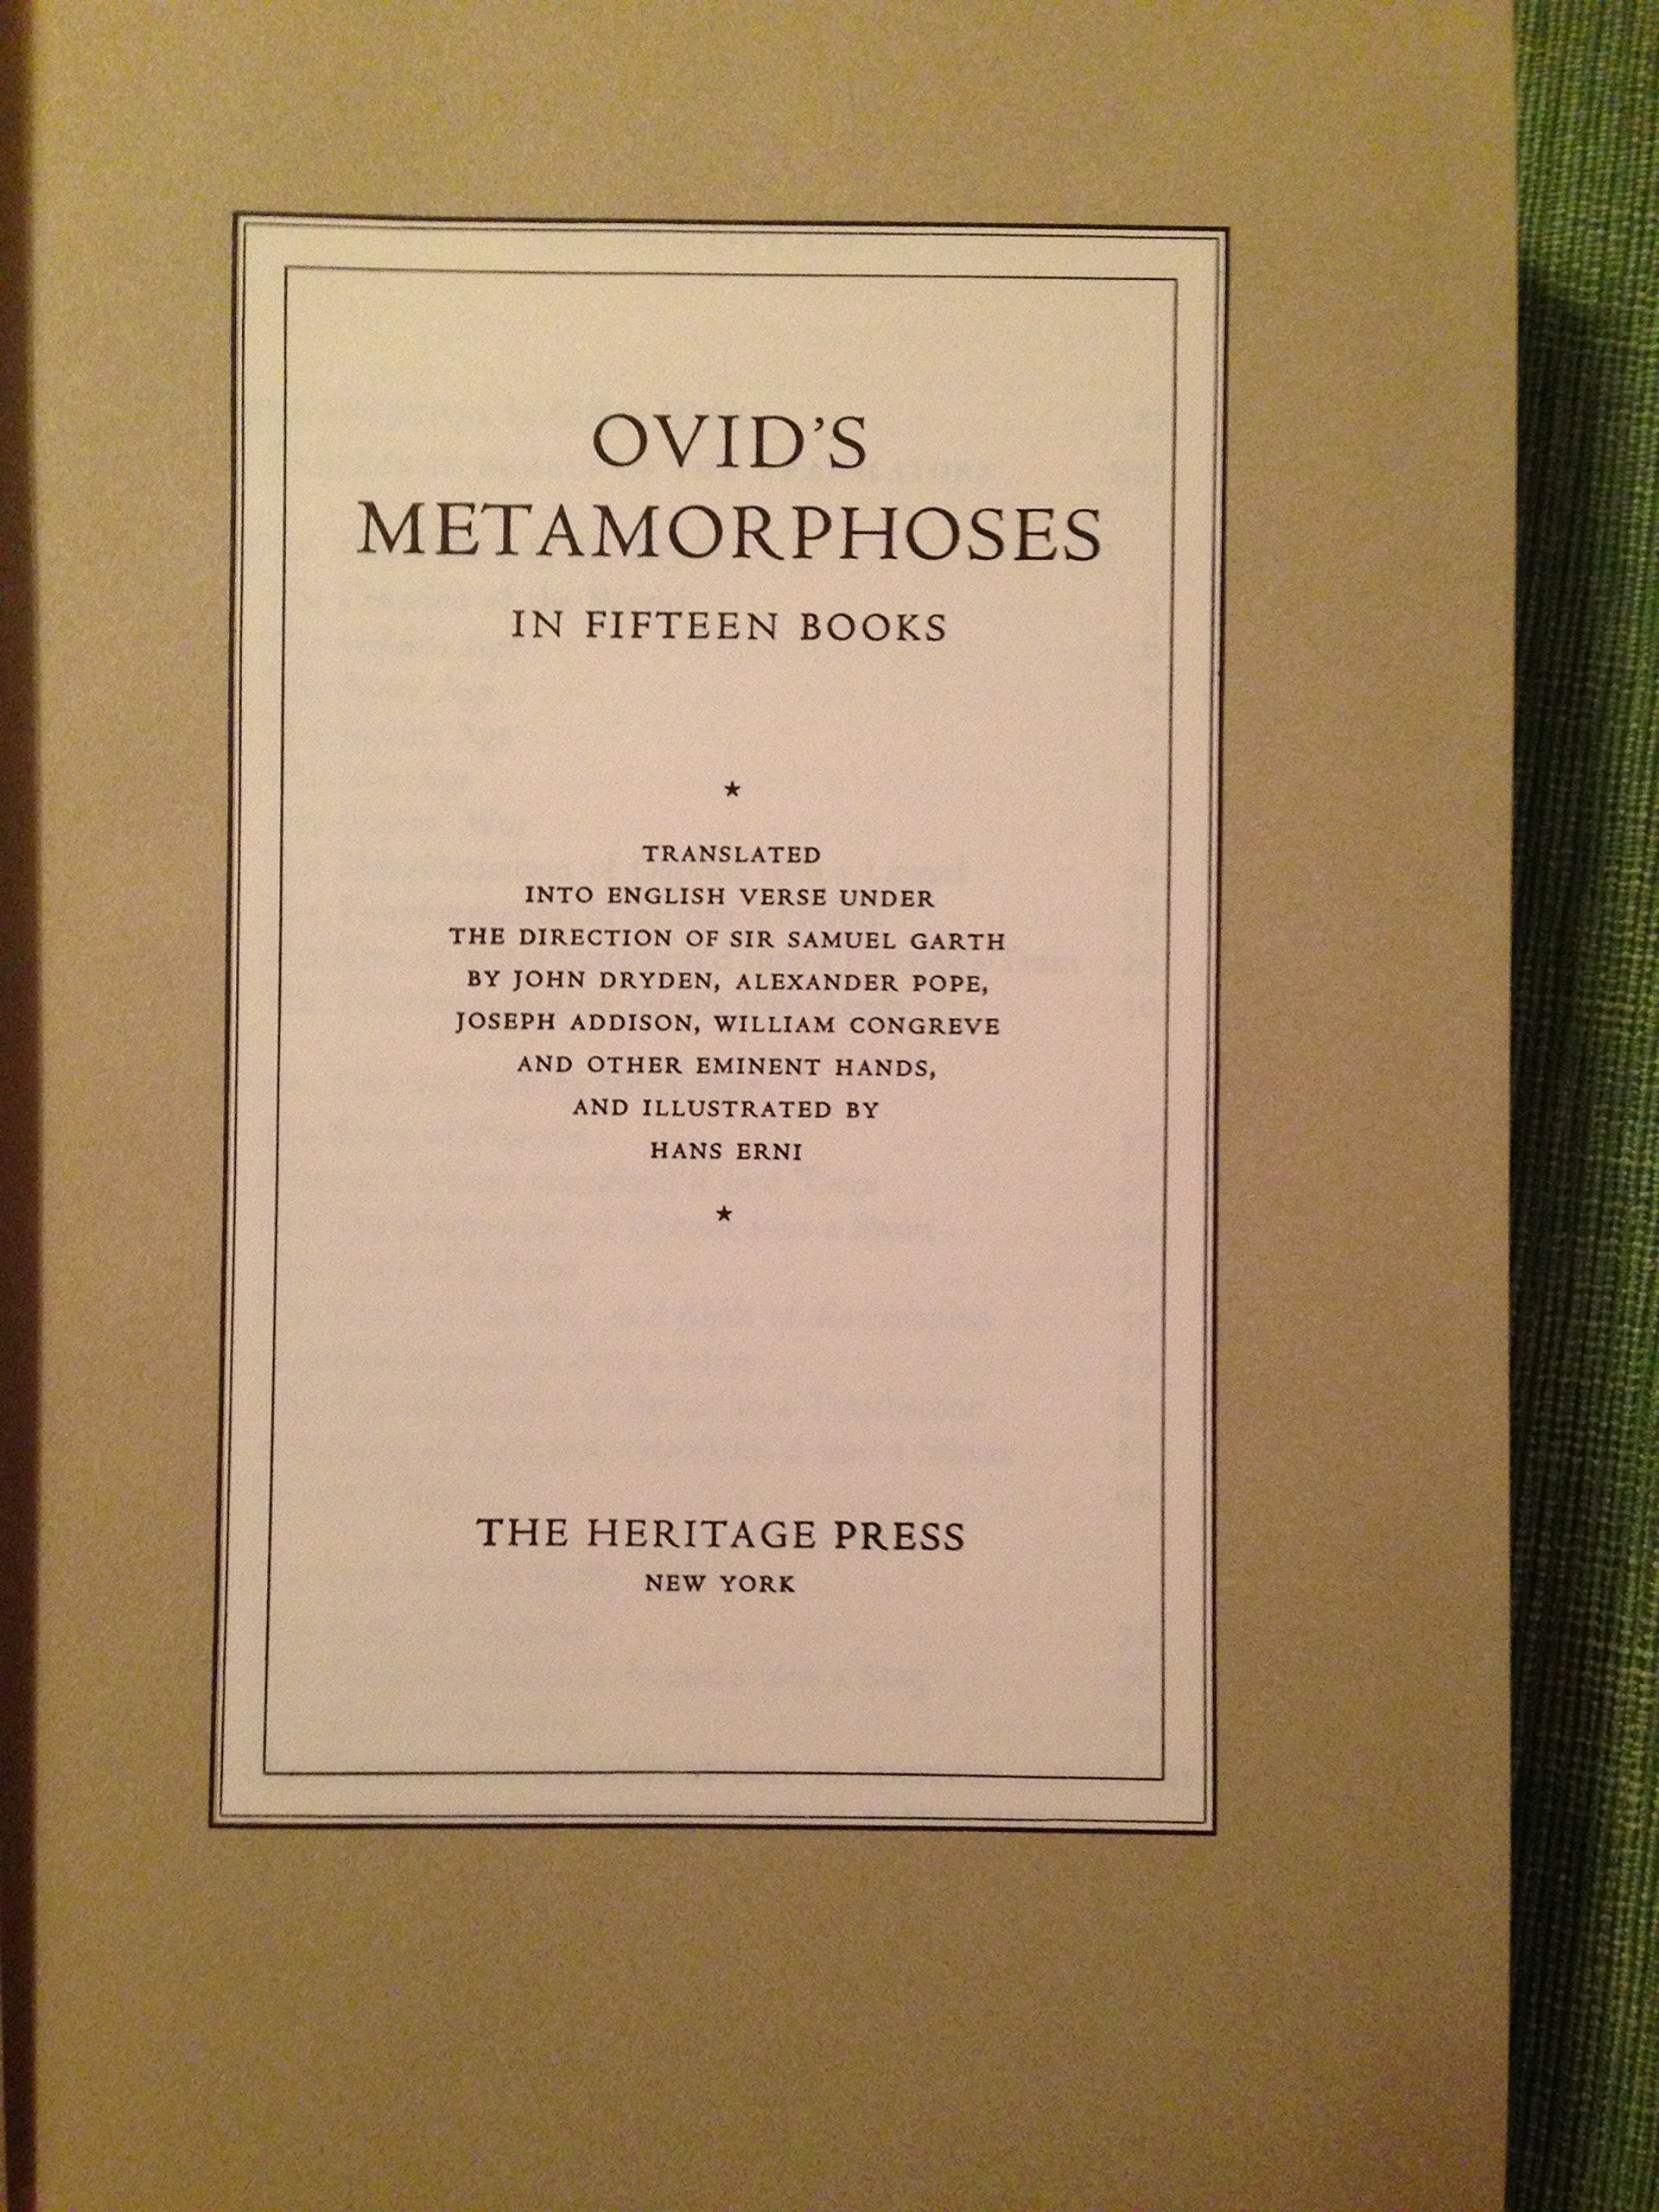 OVID'S
METAMORPHOSES
IN FIFTEEN BOOKS
★
TRANSLATED
INTO ENGLISH VERSE UNDER
THE DIRECTION OF SIR SAMUEL GARTH
BY JOHN DRYDEN, ALEXANDER POPE,
JOSEPH ADDISON, WILLIAM CONGREVE
AND OTHER EMINENT HANDS,
AND ILLUSTRATED BY
HANS ERNI
★
THE HERITAGE PRESS
NEW YORK